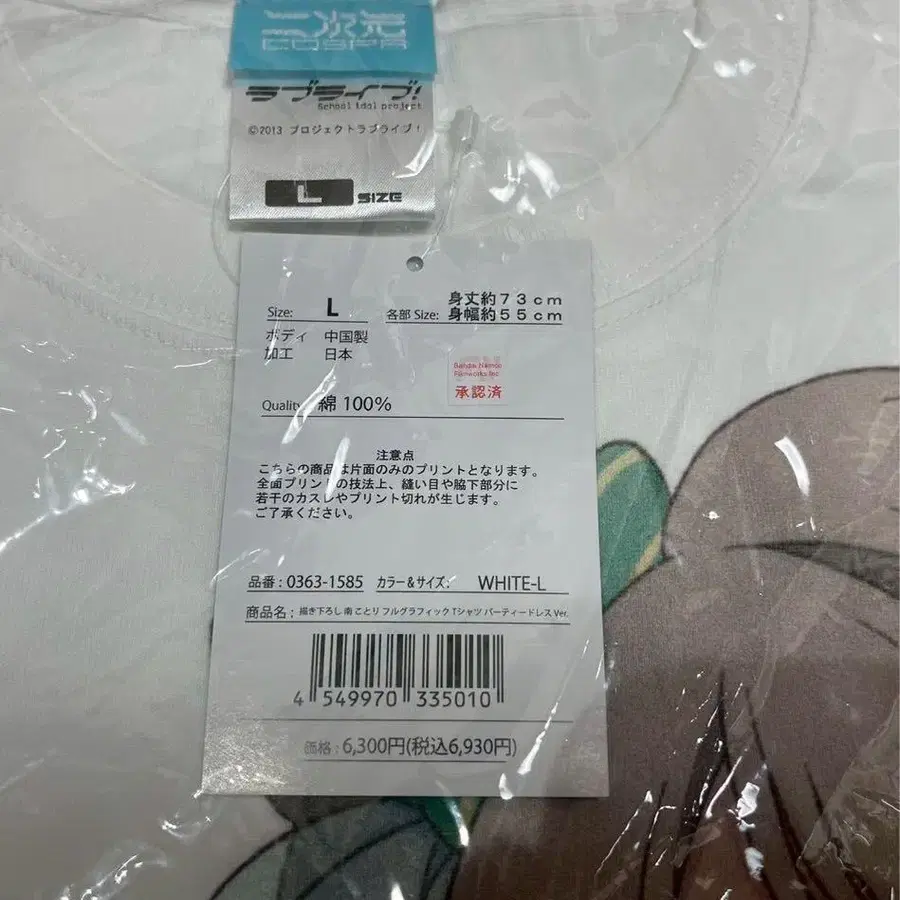 二次元
COSPA
ラブライブ!
School idol project
©2013 プロジェクトラブライブ!
L SIZE
Size: L 各部 Size: 身丈約73cm
身幅約55cm
ボディ 中国製
加工 日本
Bandai Namco
Filmworks Inc.
承認済
Quality: 綿 100%
注意点
こちらの商品は片面のみのプリントとなります。
全面プリントの技法上、縫い目や脇下部分に
若干のカスレやプリント切れが生じます。
ご了承ください。
品番：0363-1585 カラー&サイズ： WHITE-L
商品名：描き下ろし 南 ことり フルグラフィック Tシャツ パーティードレス Ver.
4 549970 335010
価格：6,300円(税込6,930円)